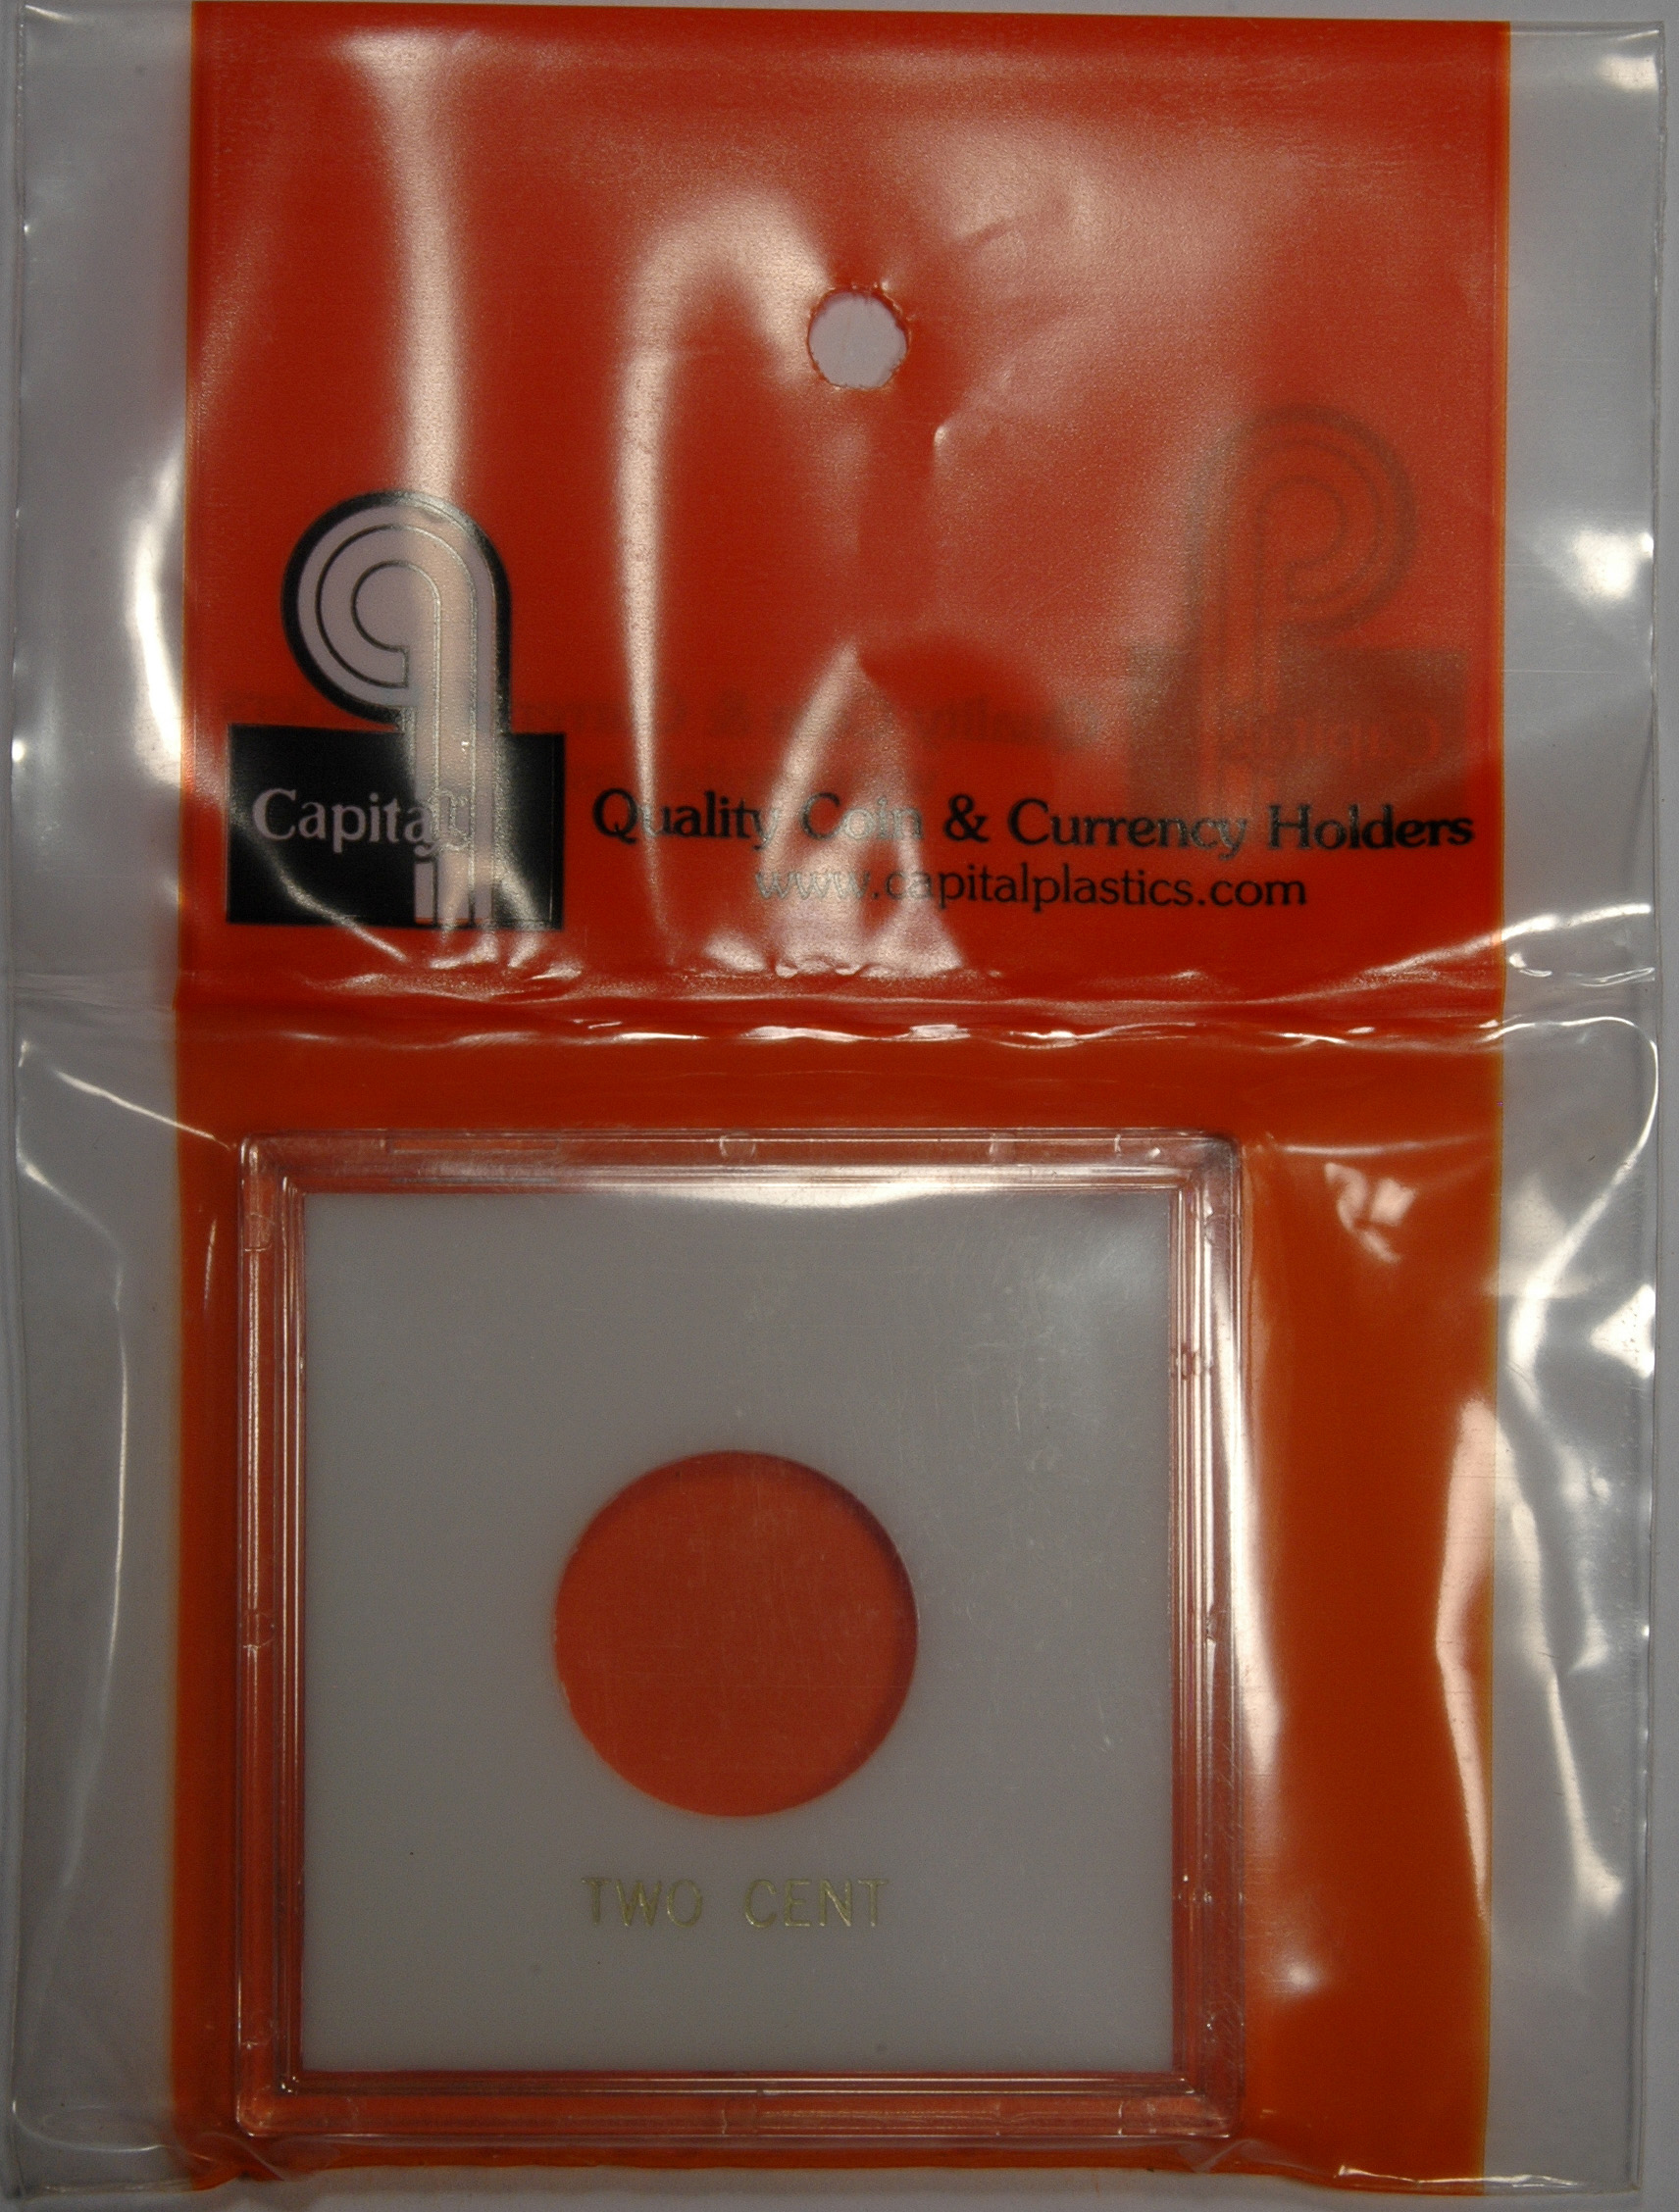 Capital
Quality Coin & Currency Holders
www.capitalplastics.com
TWO CENT